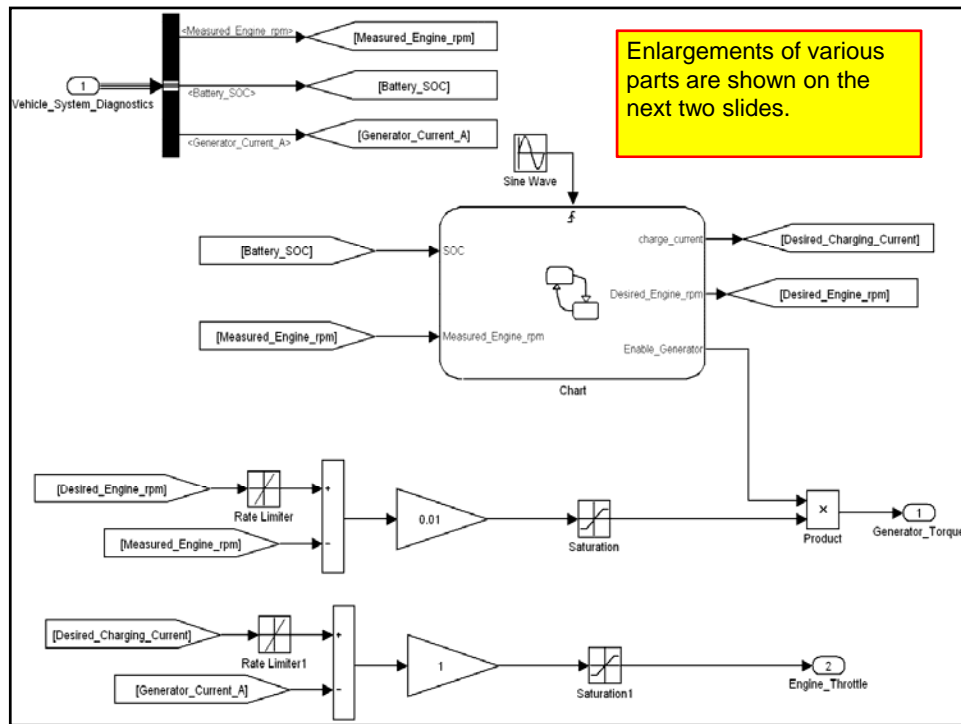 <Measured_Engine_rpm>
[Measured_Engine_rpm]
Enlargements of various
parts are shown on the
next two slides.
1
Vehicle_System_Diagnostics
<Battery_SOC>
[Battery_SOC]
<Generator_Current_A>
[Generator_Current_A]
Sine Wave
[Battery_SOC]
SOC
charge_current
[Desired_Charging_Current]
Desired_Engine_rpm
[Desired_Engine_rpm]
[Measured_Engine_rpm]
Measured_Engine_rpm
Enable_Generator
Chart
[Desired_Engine_rpm]
Rate Limiter
+
[Measured_Engine_rpm]
−
0.01
Saturation
×
Product
1
Generator_Torque
[Desired_Charging_Current]
Rate Limiter1
+
[Generator_Current_A]
−
1
Saturation1
2
Engine_Throttle